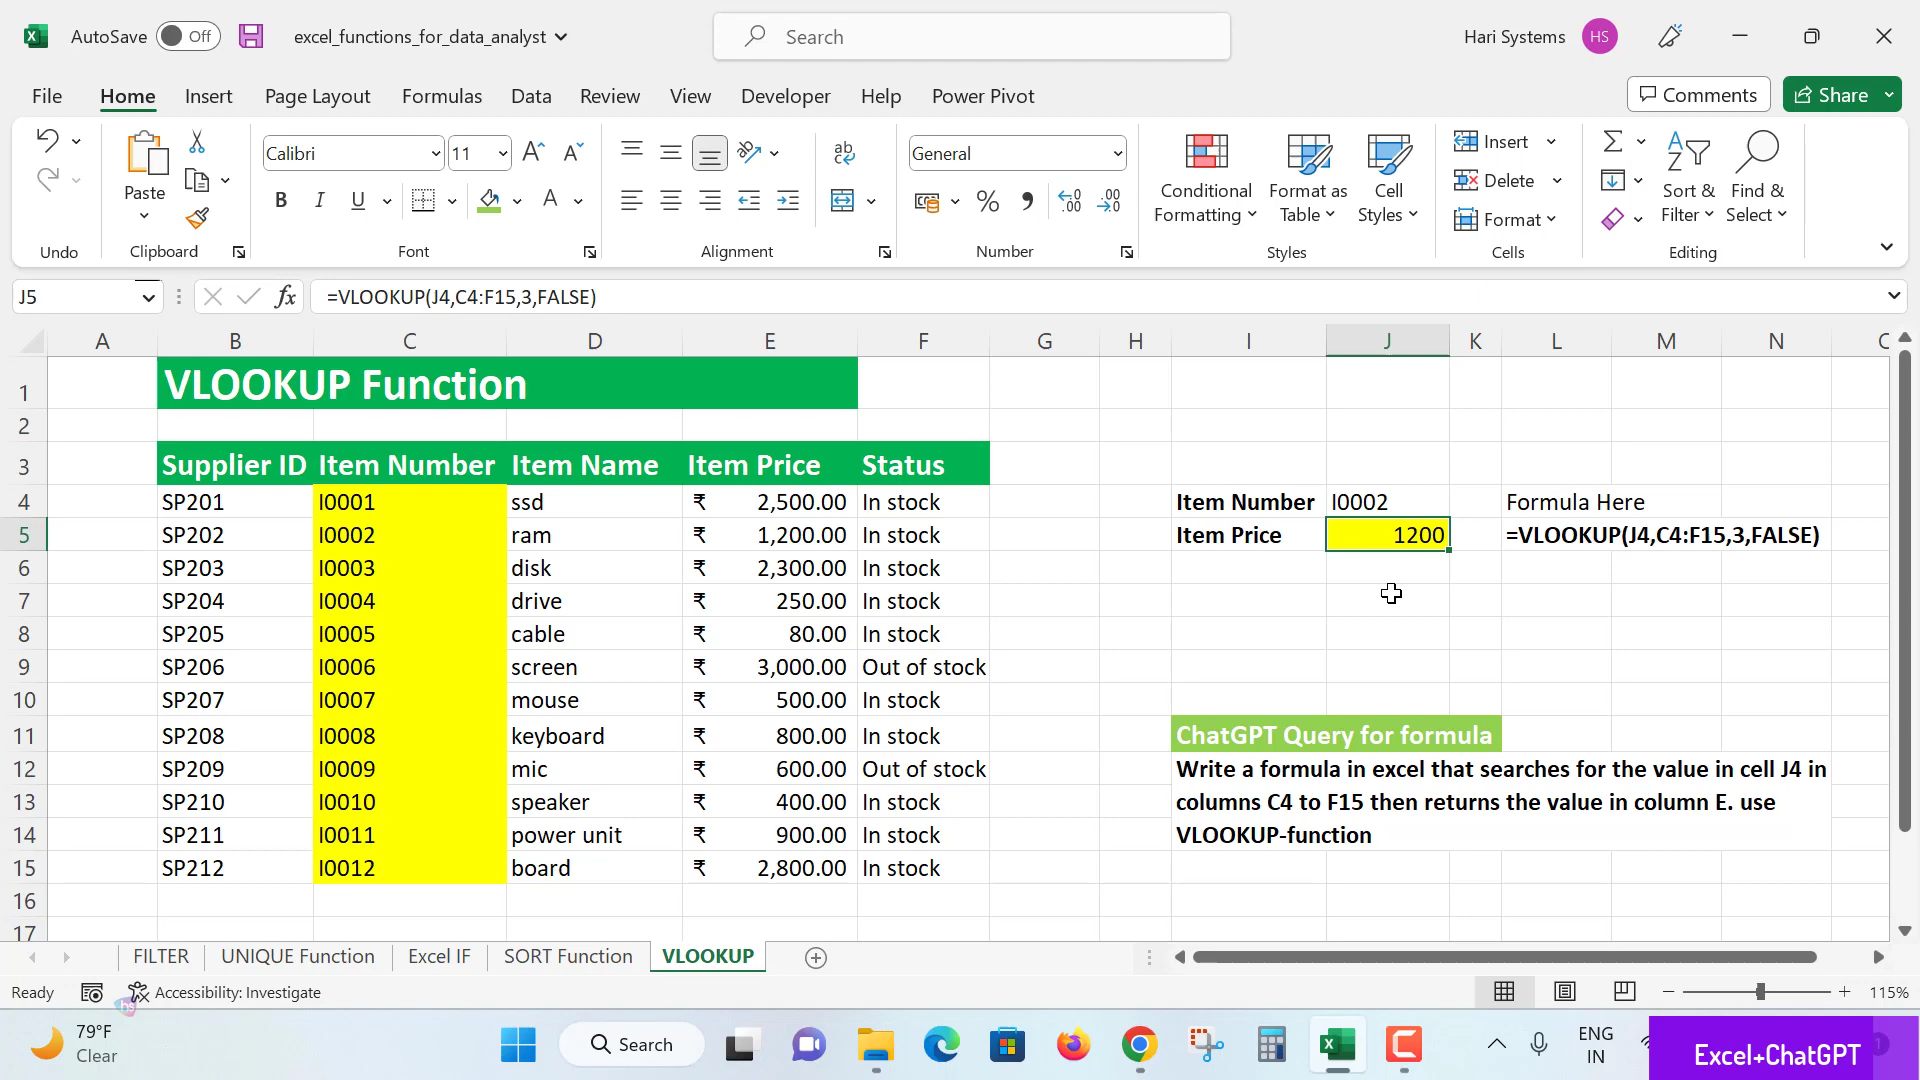 AutoSave Off excel_functions_for_data_analyst Search Hari Systems HS
File Home Insert Page Layout Formulas Data Review View Developer Help Power Pivot Comments Share
Paste Calibri 11 General Conditional Formatting Format as Table Cell Styles Insert Delete Format Sort & Filter Find & Select
B I U A
Undo Clipboard Font Alignment Number Styles Cells Editing
J5 fx =VLOOKUP(J4,C4:F15,3,FALSE)
A B C D E F G H I J K L M N
1 VLOOKUP Function
2
3 Supplier ID Item Number Item Name Item Price Status
4 SP201 I0001 ssd ₹ 2,500.00 In stock Item Number I0002 Formula Here
5 SP202 I0002 ram ₹ 1,200.00 In stock Item Price 1200 =VLOOKUP(J4,C4:F15,3,FALSE)
6 SP203 I0003 disk ₹ 2,300.00 In stock
7 SP204 I0004 drive ₹ 250.00 In stock
8 SP205 I0005 cable ₹ 80.00 In stock
9 SP206 I0006 screen ₹ 3,000.00 Out of stock
10 SP207 I0007 mouse ₹ 500.00 In stock
11 SP208 I0008 keyboard ₹ 800.00 In stock ChatGPT Query for formula
12 SP209 I0009 mic ₹ 600.00 Out of stock Write a formula in excel that searches for the value in cell J4 in
13 SP210 I0010 speaker ₹ 400.00 In stock columns C4 to F15 then returns the value in column E. use
14 SP211 I0011 power unit ₹ 900.00 In stock VLOOKUP-function
15 SP212 I0012 board ₹ 2,800.00 In stock
16
17
FILTER UNIQUE Function Excel IF SORT Function VLOOKUP
Ready Accessibility: Investigate 115%
79°F Clear Search ENG IN Excel+ChatGPT